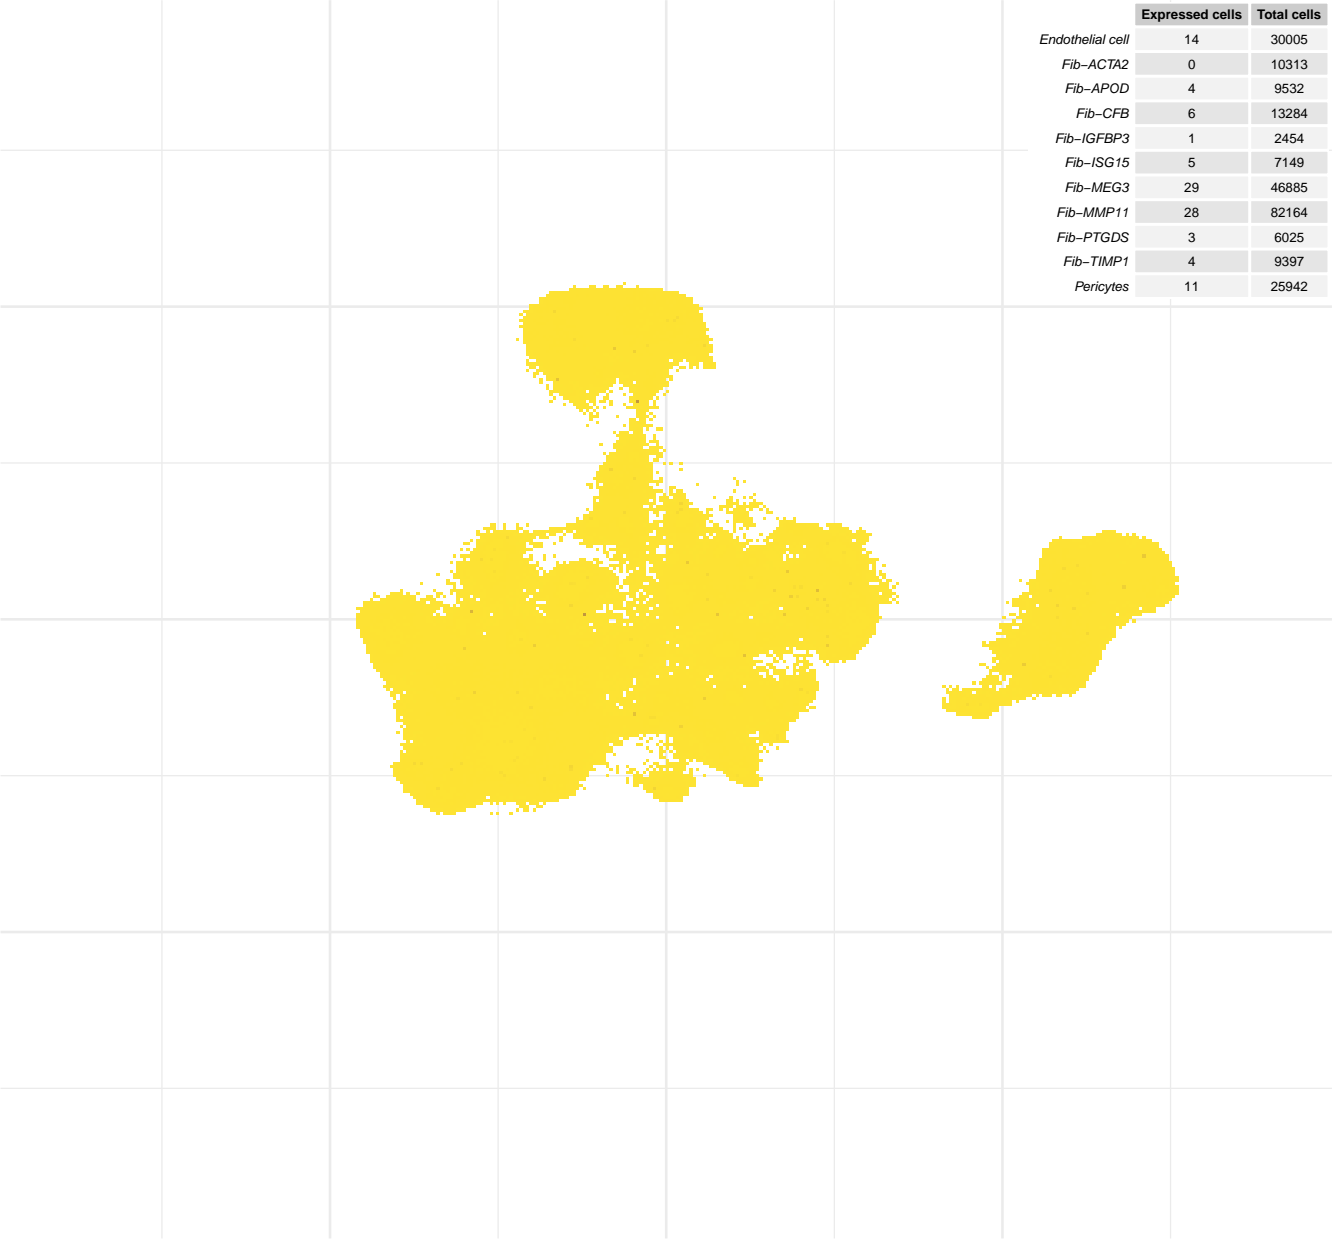 Expressed cells Total cells
Endothelial cell 14 30005
Fib−ACTA2 0 10313
Fib−APOD 4 9532
Fib−CFB 6 13284
Fib−IGFBP3 1 2454
Fib−ISG15 5 7149
Fib−MEG3 29 46885
Fib−MMP11 28 82164
Fib−PTGDS 3 6025
Fib−TIMP1 4 9397
Pericytes 11 25942